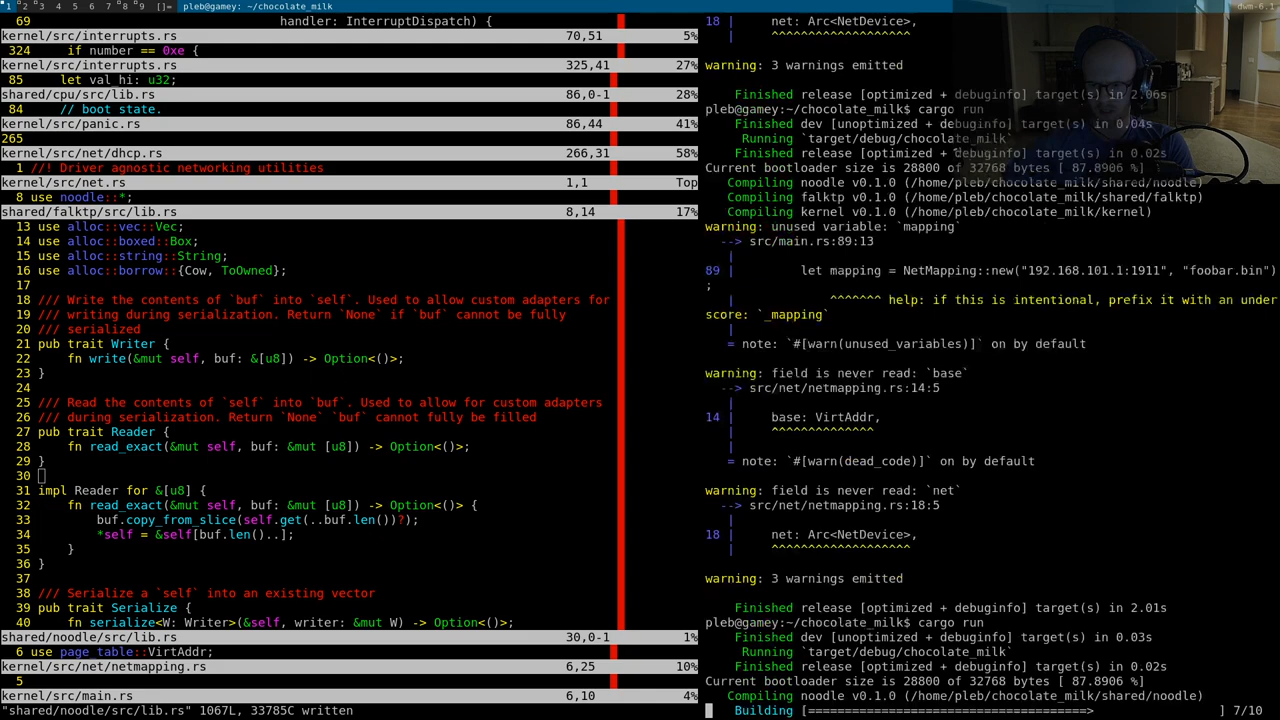 1 2 3 4 5 6 7 8 9 []= pleb@gamey: ~/chocolate_milk dwm-6.1
69 handler: InterruptDispatch) {
kernel/src/interrupts.rs 70,51 5%
324 if number == 0xe {
kernel/src/interrupts.rs 325,41 27%
85 let val_hi: u32;
shared/cpu/src/lib.rs 86,0-1 28%
84 // boot state.
kernel/src/panic.rs 86,44 41%
265
kernel/src/net/dhcp.rs 266,31 58%
1 //! Driver agnostic networking utilities
kernel/src/net.rs 1,1 Top
8 use noodle::*;
shared/falktp/src/lib.rs 8,14 17%
13 use alloc::vec::Vec;
14 use alloc::boxed::Box;
15 use alloc::string::String;
16 use alloc::borrow::{Cow, ToOwned};
17
18 /// Write the contents of `buf` into `self`. Used to allow custom adapters for
19 /// writing during serialization. Return `None` if `buf` cannot be fully
20 /// serialized
21 pub trait Writer {
22 fn write(&mut self, buf: &[u8]) -> Option<()>;
23 }
24
25 /// Read the contents of `self` into `buf`. Used to allow for custom adapters
26 /// during serialization. Return `None` `buf` cannot fully be filled
27 pub trait Reader {
28 fn read_exact(&mut self, buf: &mut [u8]) -> Option<()>;
29 }
30
31 impl Reader for &[u8] {
32 fn read_exact(&mut self, buf: &mut [u8]) -> Option<()> {
33 buf.copy_from_slice(self.get(..buf.len())?);
34 *self = &self[buf.len()..];
35 }
36 }
37
38 /// Serialize a `self` into an existing vector
39 pub trait Serialize {
40 fn serialize<W: Writer>(&self, writer: &mut W) -> Option<()>;
shared/noodle/src/lib.rs 30,0-1 1%
6 use page_table::VirtAddr;
kernel/src/net/netmapping.rs 6,25 10%
5
kernel/src/main.rs 6,10 4%
"shared/noodle/src/lib.rs" 1067L, 33785C written
18 | net: Arc<NetDevice>,
| ^^^^^^^^^^^^^^^^^^^
warning: 3 warnings emitted
Finished release [optimized + debuginfo] target(s) in 2.06s
pleb@gamey:~/chocolate_milk$ cargo run
Finished dev [unoptimized + debuginfo] target(s) in 0.04s
Running `target/debug/chocolate_milk`
Finished release [optimized + debuginfo] target(s) in 0.02s
Current bootloader size is 28800 of 32768 bytes [ 87.8906 %]
Compiling noodle v0.1.0 (/home/pleb/chocolate_milk/shared/noodle)
Compiling falktp v0.1.0 (/home/pleb/chocolate_milk/shared/falktp)
Compiling kernel v0.1.0 (/home/pleb/chocolate_milk/kernel)
warning: unused variable: `mapping`
--> src/main.rs:89:13
|
89 | let mapping = NetMapping::new("192.168.101.1:1911", "foobar.bin")
;
| ^^^^^^^ help: if this is intentional, prefix it with an under
score: `_mapping`
|
= note: `#[warn(unused_variables)]` on by default
warning: field is never read: `base`
--> src/net/netmapping.rs:14:5
|
14 | base: VirtAddr,
| ^^^^^^^^^^^^^^
|
= note: `#[warn(dead_code)]` on by default
warning: field is never read: `net`
--> src/net/netmapping.rs:18:5
|
18 | net: Arc<NetDevice>,
| ^^^^^^^^^^^^^^^^^^^
warning: 3 warnings emitted
Finished release [optimized + debuginfo] target(s) in 2.01s
pleb@gamey:~/chocolate_milk$ cargo run
Finished dev [unoptimized + debuginfo] target(s) in 0.03s
Running `target/debug/chocolate_milk`
Finished release [optimized + debuginfo] target(s) in 0.02s
Current bootloader size is 28800 of 32768 bytes [ 87.8906 %]
Compiling noodle v0.1.0 (/home/pleb/chocolate_milk/shared/noodle)
Building [======================================> ] 7/10